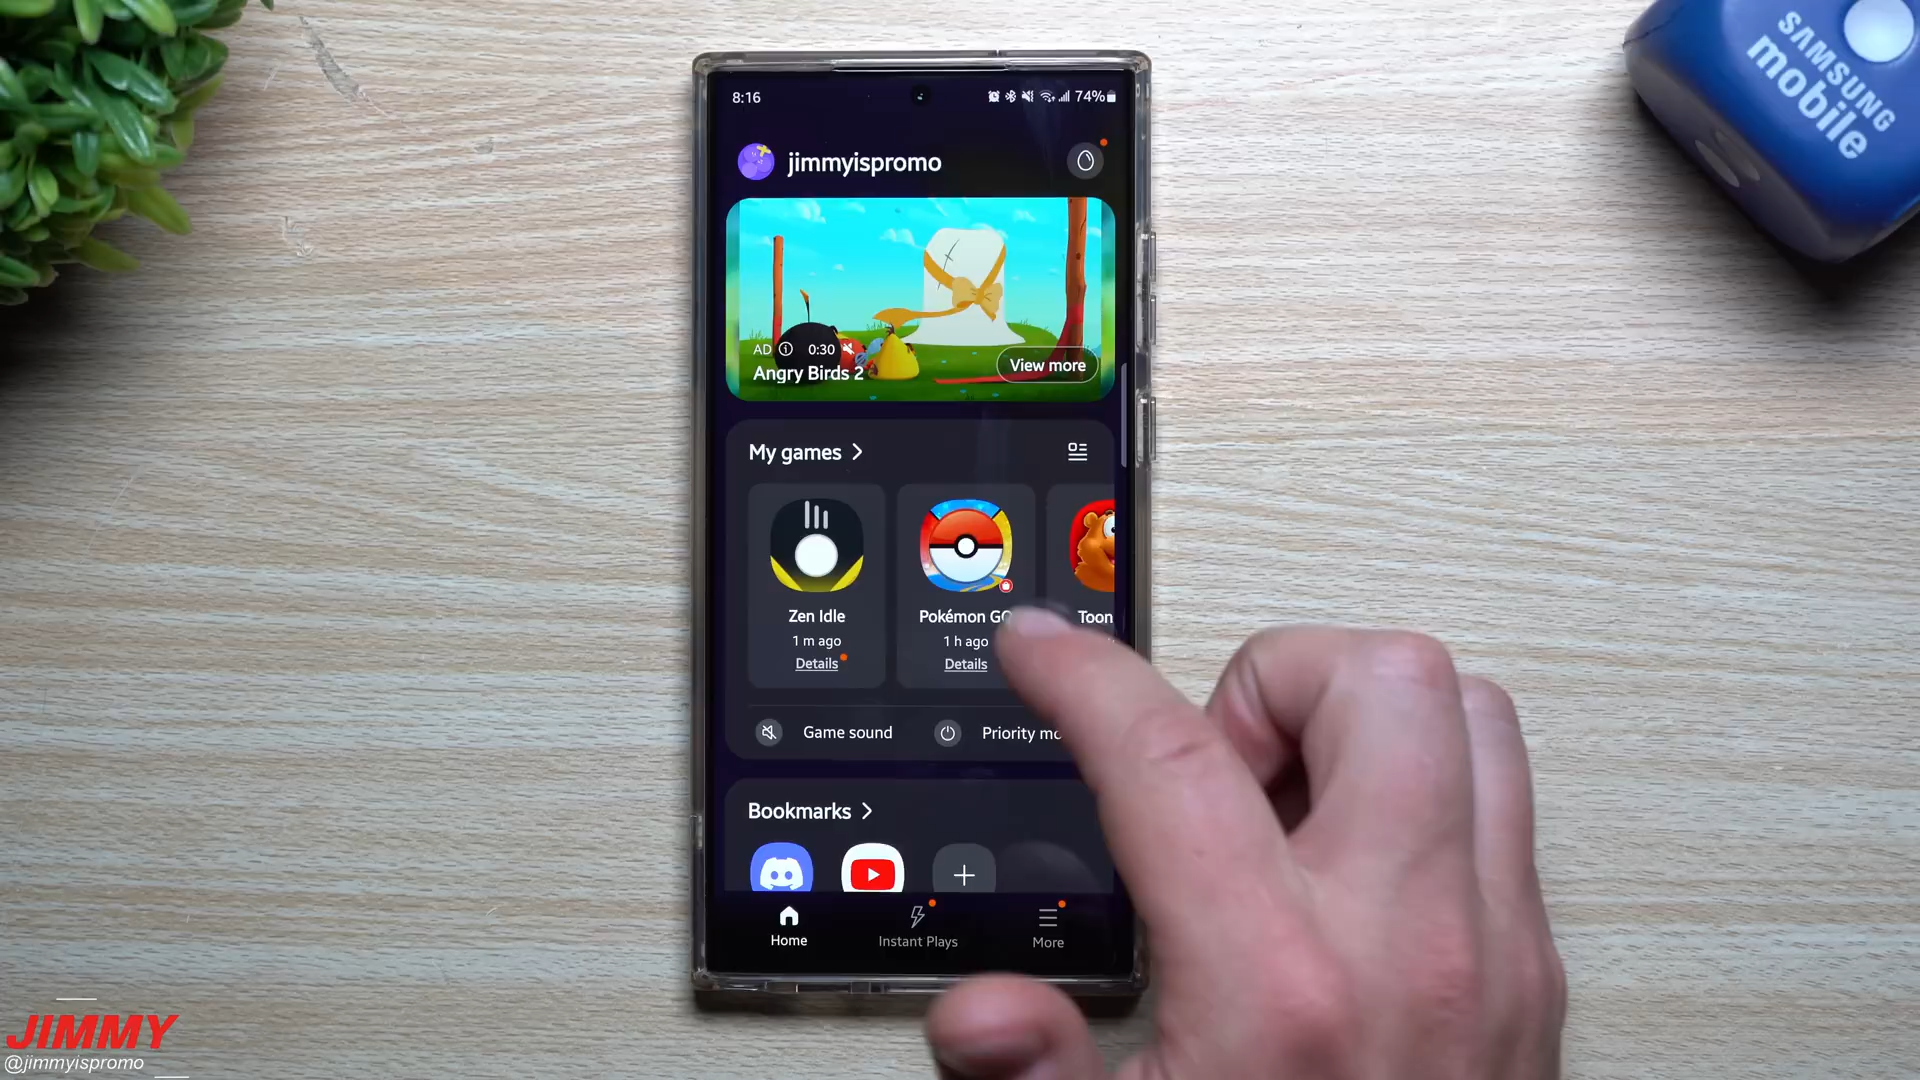 8:16
74%
jimmyispromo
AD
0:30
Angry Birds 2
View more
My games
Zen Idle
1 m ago
Details
Pokémon GO
1 h ago
Details
Toon
Game sound
Priority mo
Bookmarks
Home
Instant Plays
More
SAMSUNG
mobile
JIMMY
@jimmyispromo